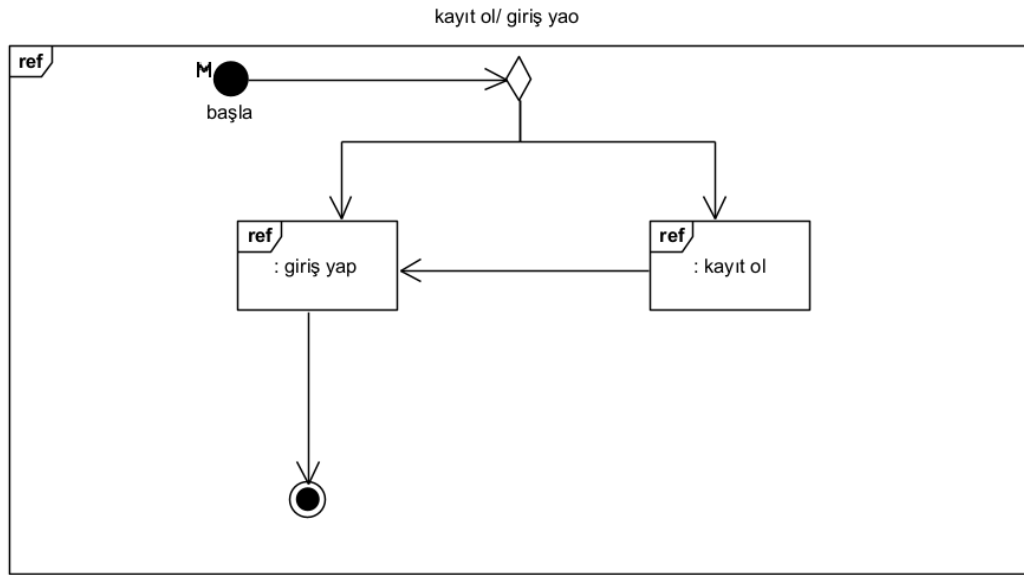 kayıt ol/ giriş yao
ref
başla
ref
: giriş yap
ref
: kayıt ol